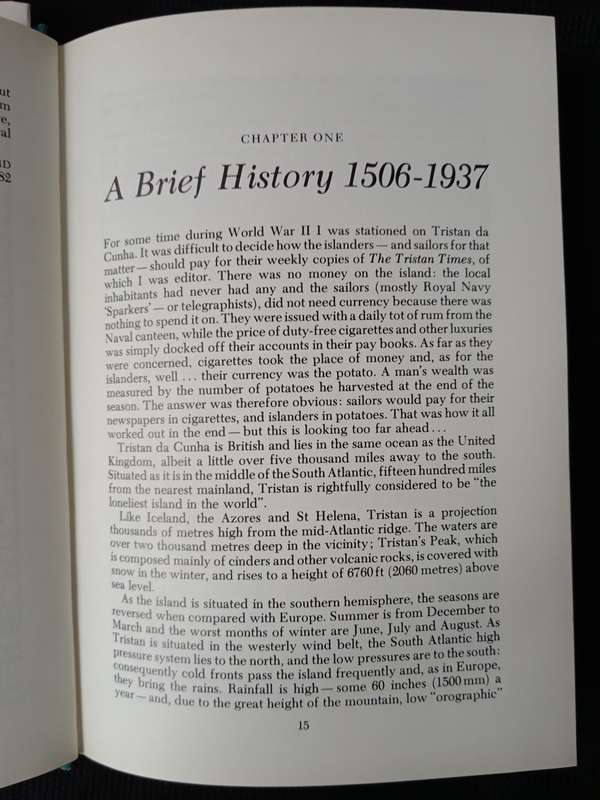 ut
m
e,
al
ND
82
CHAPTER ONE
A Brief History 1506-1937
For some time during World War II I was stationed on Tristan da
Cunha. It was difficult to decide how the islanders — and sailors for that
matter — should pay for their weekly copies of The Tristan Times, of
which I was editor. There was no money on the island: the local
inhabitants had never had any and the sailors (mostly Royal Navy
'Sparkers' — or telegraphists), did not need currency because there was
nothing to spend it on. They were issued with a daily tot of rum from the
Naval canteen, while the price of duty-free cigarettes and other luxuries
was simply docked off their accounts in their pay books. As far as they
were concerned, cigarettes took the place of money and, as for the
islanders, well ... their currency was the potato. A man's wealth was
measured by the number of potatoes he harvested at the end of the
season. The answer was therefore obvious: sailors would pay for their
newspapers in cigarettes, and islanders in potatoes. That was how it all
worked out in the end — but this is looking too far ahead ...
Tristan da Cunha is British and lies in the same ocean as the United
Kingdom, albeit a little over five thousand miles away to the south.
Situated as it is in the middle of the South Atlantic, fifteen hundred miles
from the nearest mainland, Tristan is rightfully considered to be "the
loneliest island in the world".
Like Iceland, the Azores and St Helena, Tristan is a projection
thousands of metres high from the mid-Atlantic ridge. The waters are
over two thousand metres deep in the vicinity; Tristan's Peak, which
is composed mainly of cinders and other volcanic rocks, is covered with
snow in the winter, and rises to a height of 6760 ft (2060 metres) above
sea level.
As the island is situated in the southern hemisphere, the seasons are
reversed when compared with Europe. Summer is from December to
March and the worst months of winter are June, July and August. As
Tristan is situated in the westerly wind belt, the South Atlantic high
pressure system lies to the north, and the low pressures are to the south:
consequently cold fronts pass the island frequently and, as in Europe,
they bring the rains. Rainfall is high — some 60 inches (1500 mm) a
year — and, due to the great height of the mountain, low "orographic"
15